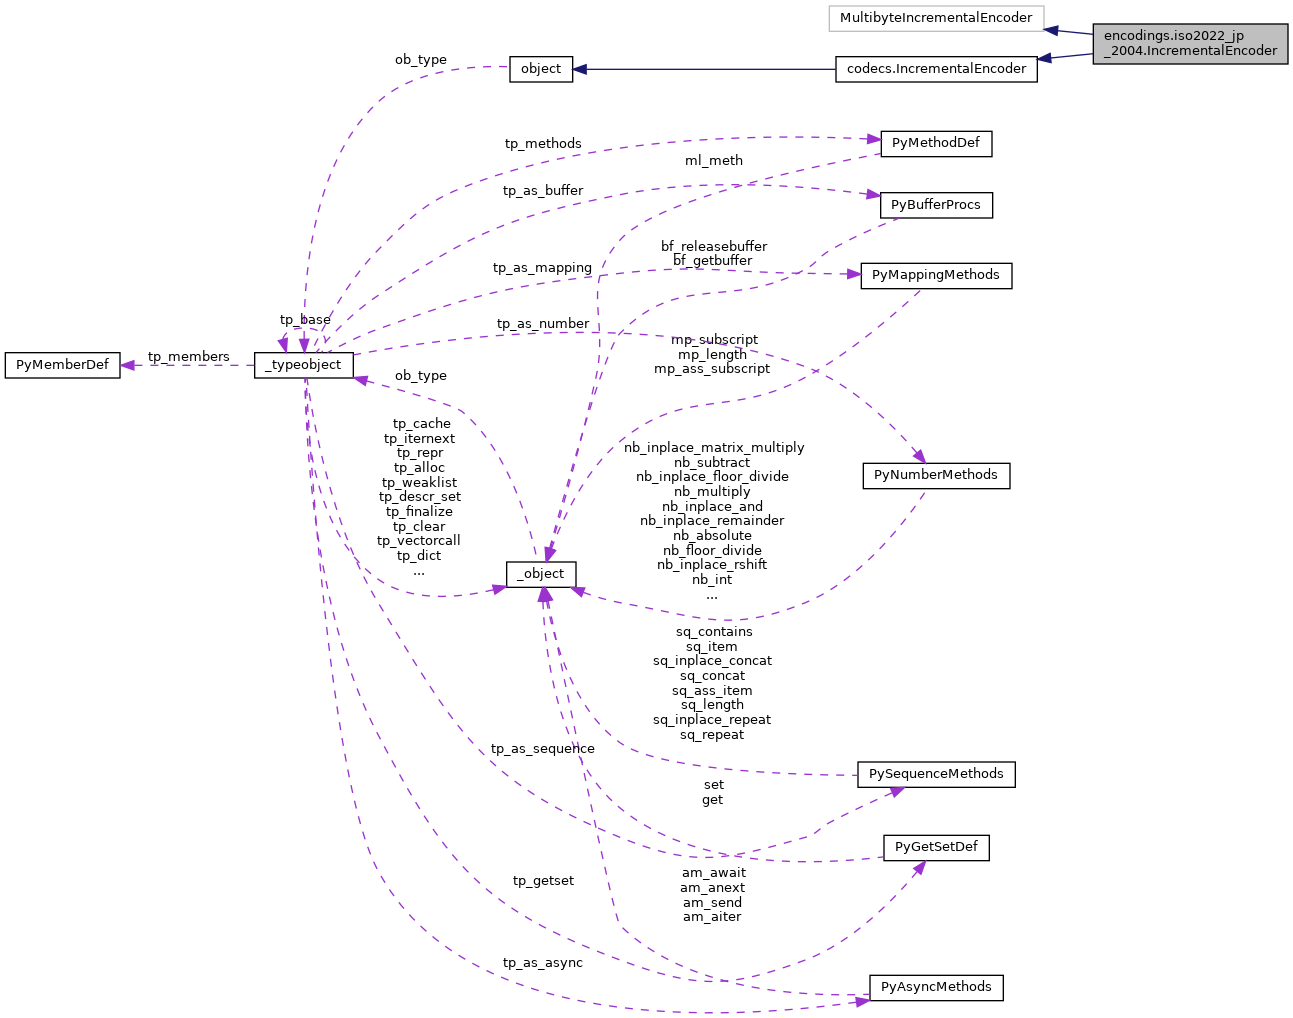 MultibyteIncrementalEncoder
encodings.iso2022_jp
_2004.IncrementalEncoder
ob_type
object
codecs.IncrementalEncoder
tp_methods
PyMethodDef
ml_meth
tp_as_buffer
PyBufferProcs
bf_releasebuffer
bf_getbuffer
tp_as_mapping
PyMappingMethods
tp_base
tp_as_number
mp_subscript
mp_length
mp_ass_subscript
PyMemberDef
tp_members
_typeobject
ob_type
tp_cache
tp_iternext
tp_repr
tp_alloc
tp_weaklist
tp_descr_set
tp_finalize
tp_clear
tp_vectorcall
tp_dict
...
nb_inplace_matrix_multiply
nb_subtract
nb_inplace_floor_divide
nb_multiply
nb_inplace_and
nb_inplace_remainder
nb_absolute
nb_floor_divide
nb_inplace_rshift
nb_int
...
PyNumberMethods
_object
sq_contains
sq_item
sq_inplace_concat
sq_concat
sq_ass_item
sq_length
sq_inplace_repeat
sq_repeat
tp_as_sequence
PySequenceMethods
set
get
PyGetSetDef
tp_getset
am_await
am_anext
am_send
am_aiter
tp_as_async
PyAsyncMethods